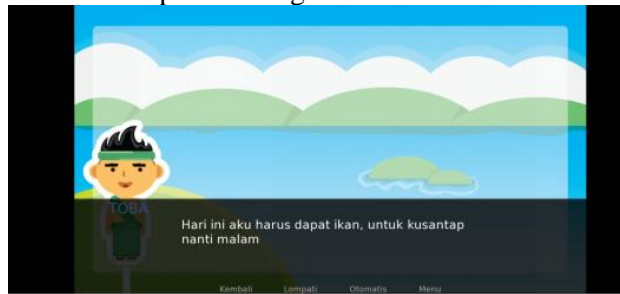 TOBA
Hari ini aku harus dapat ikan, untuk kusantap
nanti malam
Kembali Lompati Otomatis Menu